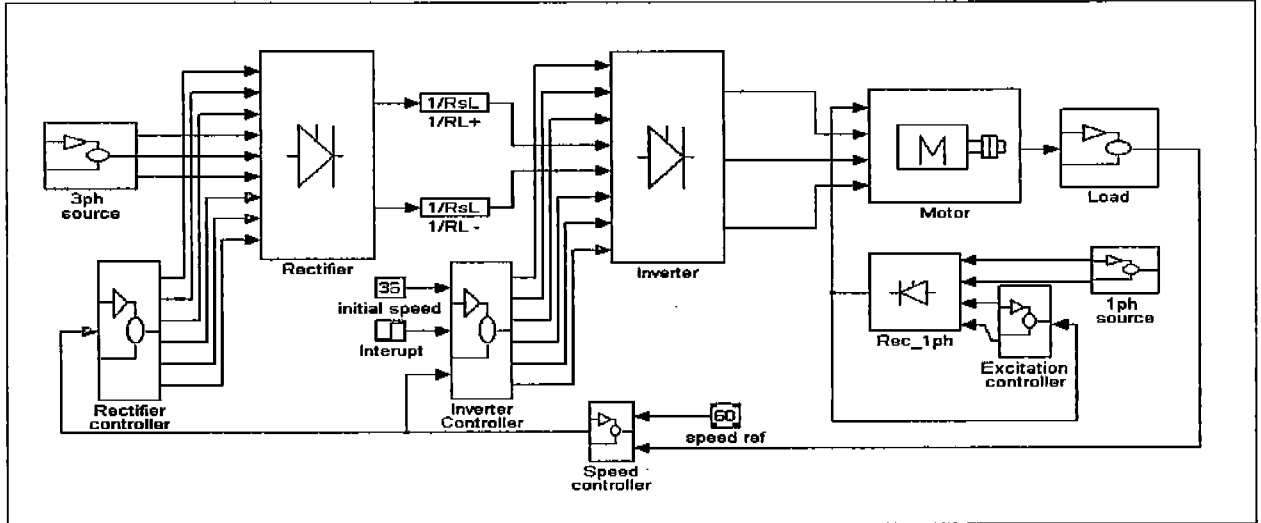 3ph
source
Rectifier
1/RsL
1/RL+
1/RsL
1/RL-
Inverter
M
Motor
Load
Rectifier
controller
36
initial speed
Interupt
Inverter
Controller
Rec_1ph
1ph
source
Excitation
controller
60
speed ref
Speed
controller